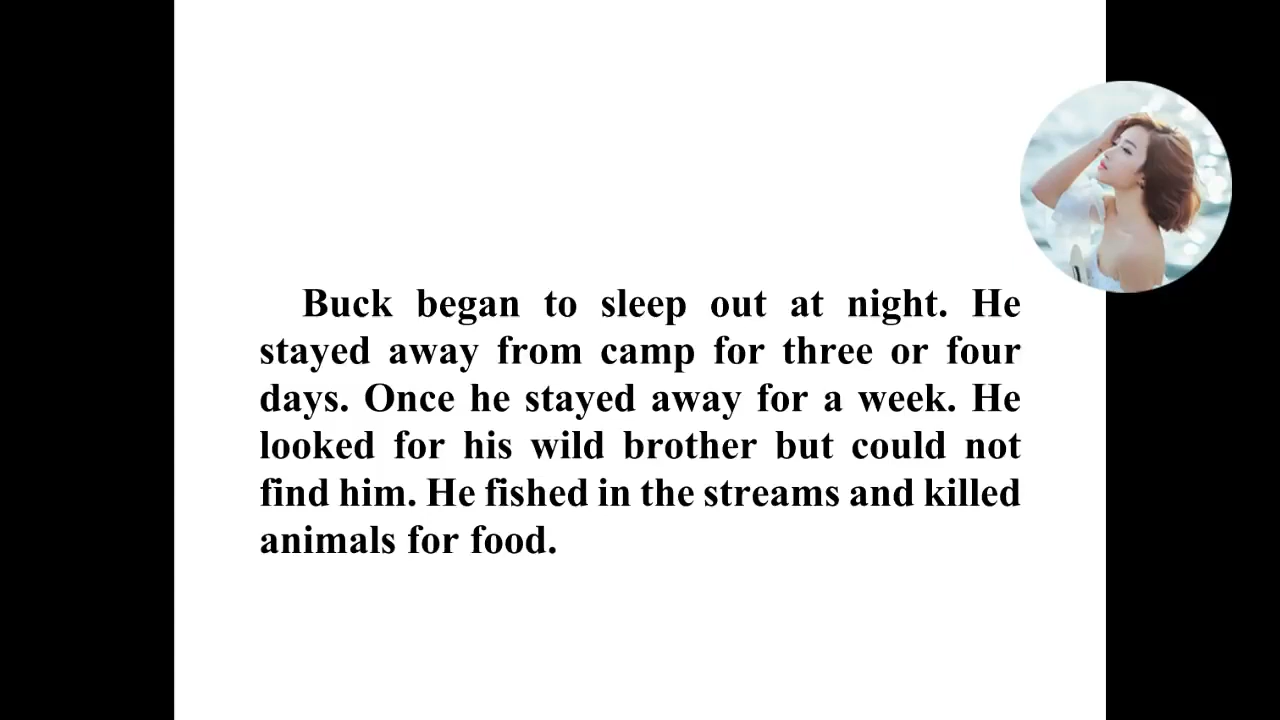 Buck began to sleep out at night. He
stayed away from camp for three or four
days. Once he stayed away for a week. He
looked for his wild brother but could not
find him. He fished in the streams and killed
animals for food.